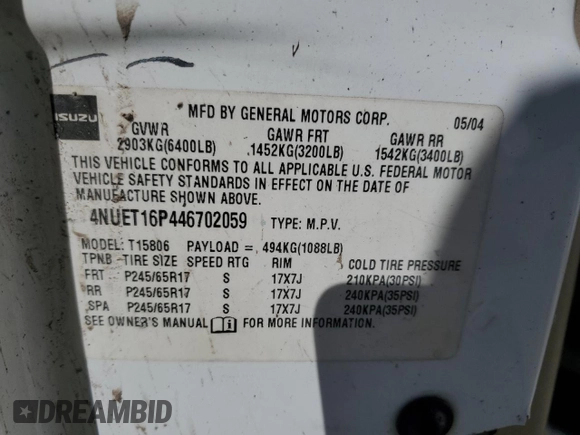 ISUZU
MFD BY GENERAL MOTORS CORP. 05/04
GVWR GAWR FRT GAWR RR
2903KG(6400LB) 1452KG(3200LB) 1542KG(3400LB)
THIS VEHICLE CONFORMS TO ALL APPLICABLE U.S. FEDERAL MOTOR
VEHICLE SAFETY STANDARDS IN EFFECT ON THE DATE OF
MANUFACTURE SHOWN ABOVE.
4NUET16P446702059 TYPE: M.P.V.
MODEL: T15806 PAYLOAD = 494KG(1088LB)
TPNB TIRE SIZE SPEED RTG RIM COLD TIRE PRESSURE
FRT P245/65R17 S 17X7J 210KPA(30PSI)
RR P245/65R17 S 17X7J 240KPA(35PSI)
SPA P245/65R17 S 17X7J 240KPA(35PSI)
SEE OWNER'S MANUAL FOR MORE INFORMATION.
DREAMBID